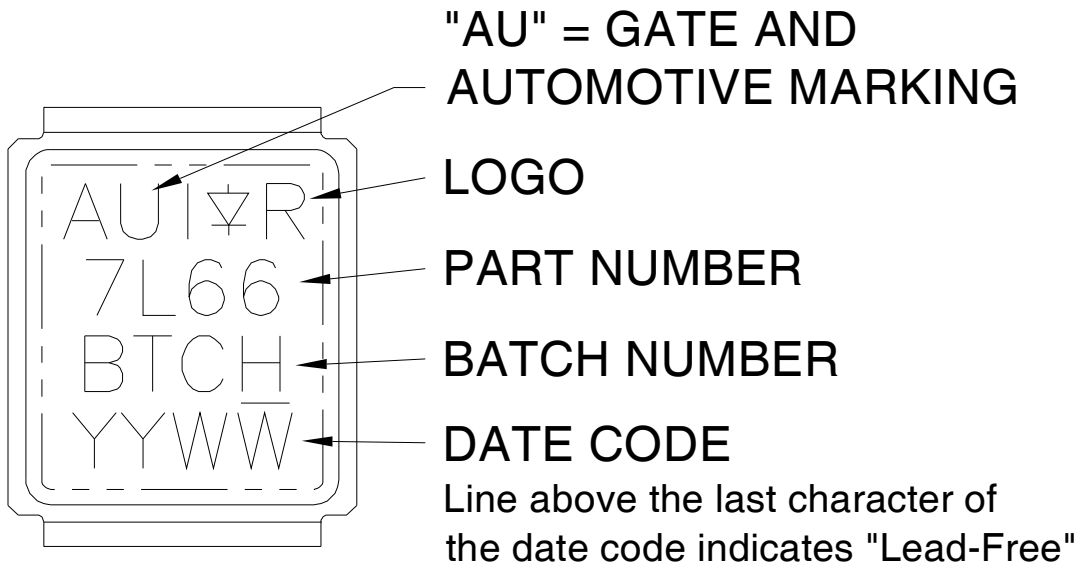 "AU" = GATE AND
AUTOMOTIVE MARKING
AUI R
LOGO
7L66
PART NUMBER
BTCH
BATCH NUMBER
YYWW
DATE CODE
Line above the last character of
the date code indicates "Lead-Free"